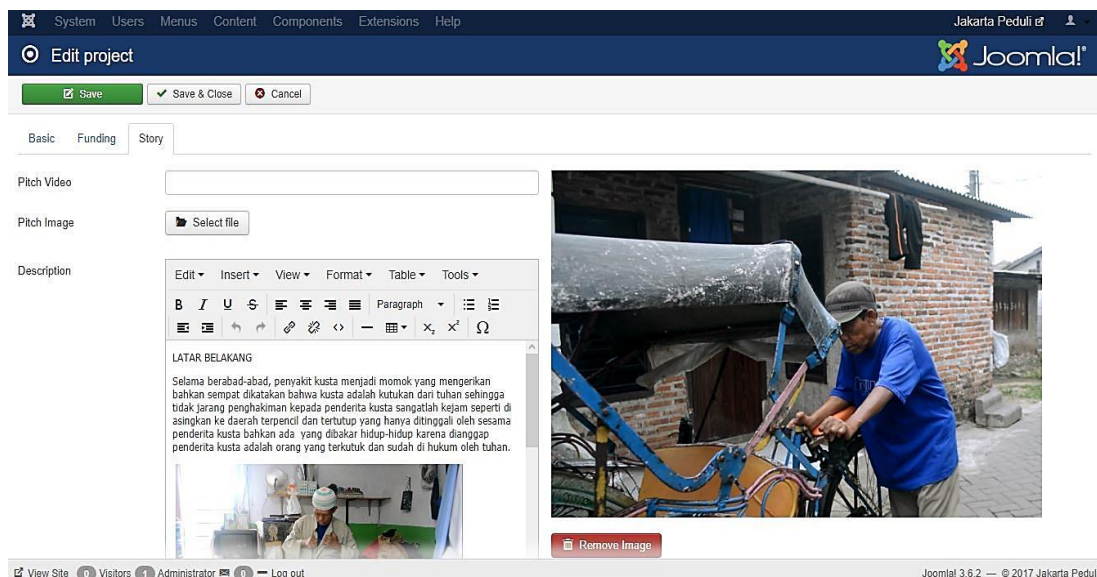 System Users Menus Content Components Extensions Help Jakarta Peduli
Edit project Joomla!®
Save Save & Close Cancel
Basic Funding Story
Pitch Video
Pitch Image Select file
Description Edit Insert View Format Table Tools
B I U S Paragraph
x₂ x² Ω
LATAR BELAKANG
Selama berabad-abad, penyakit kusta menjadi momok yang mengerikan
bahkan sempat dikatakan bahwa kusta adalah kutukan dari tuhan sehingga
tidak jarang penghakiman kepada penderita kusta sangatlah kejam seperti di
asingkan ke daerah terpencil dan tertutup yang hanya ditinggali oleh sesama
penderita kusta bahkan ada yang dibakar hidup-hidup karena dianggap
penderita kusta adalah orang yang terkutuk dan sudah di hukum oleh tuhan.
Remove Image
View Site 0 Visitors 1 Administrator 0 Log out Joomla! 3.6.2 — © 2017 Jakarta Pedul